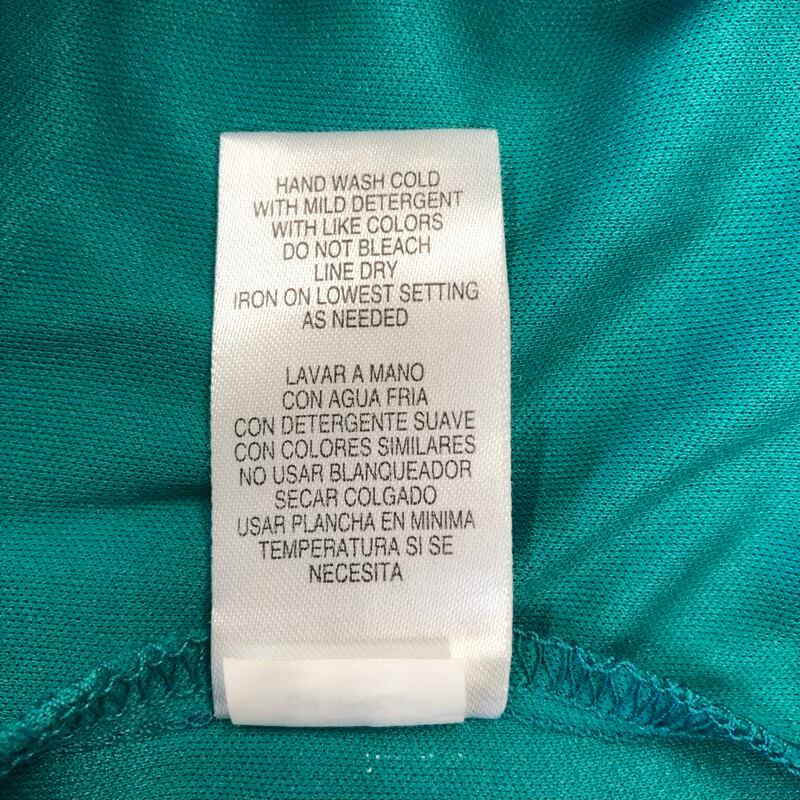 HAND WASH COLD
WITH MILD DETERGENT
WITH LIKE COLORS
DO NOT BLEACH
LINE DRY
IRON ON LOWEST SETTING
AS NEEDED
LAVAR A MANO
CON AGUA FRIA
CON DETERGENTE SUAVE
CON COLORES SIMILARES
NO USAR BLANQUEADOR
SECAR COLGADO
USAR PLANCHA EN MINIMA
TEMPERATURA SI SE
NECESITA